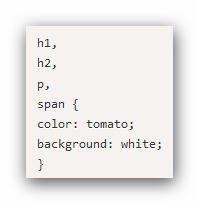 h1,
h2,
p,
span {
color: tomato;
background: white;
}